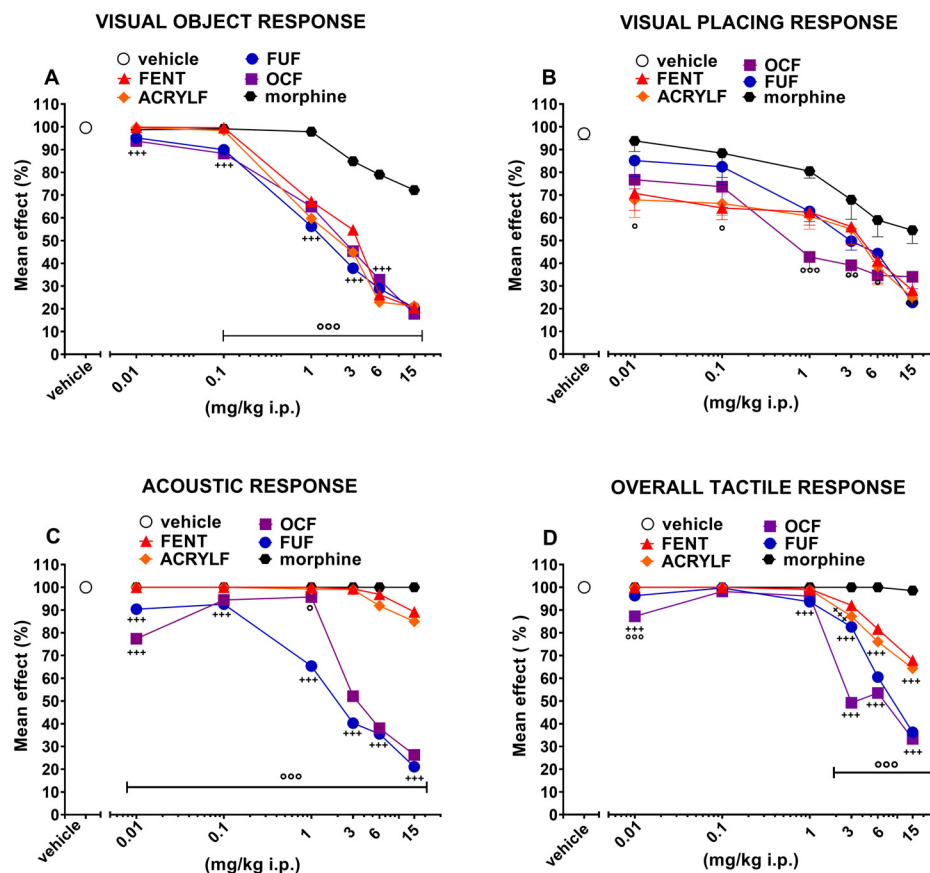 VISUAL OBJECT RESPONSE
A
vehicle
FENT
ACRYLF
FUF
OCF
morphine
Mean effect (%)
110
100
90
80
70
60
50
40
30
20
10
0
+++
+++
+++
+++
+++
ooo
vehicle
0.01
0.1
1
3
6
15
(mg/kg i.p.)
VISUAL PLACING RESPONSE
B
vehicle
FENT
ACRYLF
OCF
FUF
morphine
Mean effect (%)
110
100
90
80
70
60
50
40
30
20
10
0
o
o
ooo
oo
o
vehicle
0.01
0.1
1
3
6
15
(mg/kg i.p.)
ACOUSTIC RESPONSE
C
vehicle
FENT
ACRYLF
OCF
FUF
morphine
Mean effect (%)
110
100
90
80
70
60
50
40
30
20
10
0
+++
+++
+++
o
+++
+++
+++
+++
ooo
vehicle
0.01
0.1
1
3
6
15
(mg/kg i.p.)
OVERALL TACTILE RESPONSE
D
vehicle
FENT
ACRYLF
OCF
FUF
morphine
Mean effect (% )
110
100
90
80
70
60
50
40
30
20
10
0
+++
ooo
+++
×××
+++
+++
+++
+++
+++
+++
ooo
vehicle
0.01
0.1
1
3
6
15
(mg/kg i.p.)